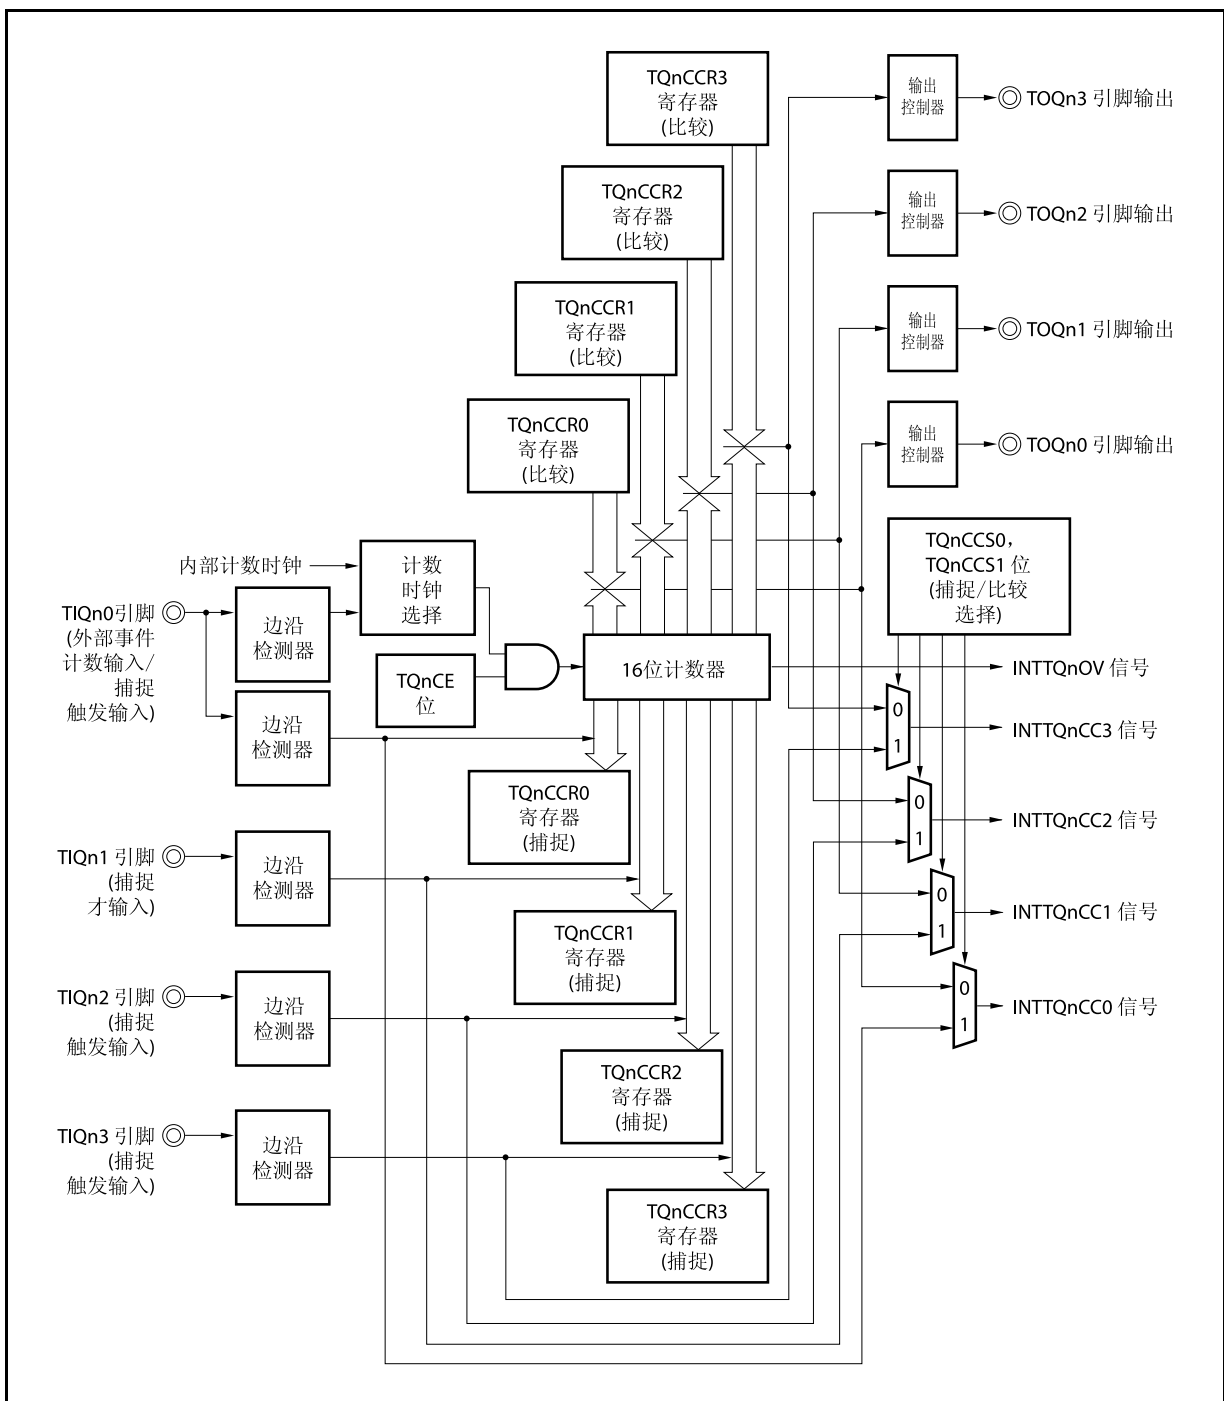 TQnCCR3
寄存器
(比较)
输出
控制器
TOQn3 引脚输出
TQnCCR2
寄存器
(比较)
输出
控制器
TOQn2 引脚输出
TQnCCR1
寄存器
(比较)
输出
控制器
TOQn1 引脚输出
TQnCCR0
寄存器
(比较)
输出
控制器
TOQn0 引脚输出
TQnCCS0，
TQnCCS1 位
(捕捉/比较
选择)
内部计数时钟
计数
时钟
选择
TIQn0引脚
(外部事件
计数输入/
捕捉
触发输入)
边沿
检测器
TQnCE
位
16位计数器
INTTQnOV 信号
边沿
检测器
0
1
INTTQnCC3 信号
TQnCCR0
寄存器
(捕捉)
0
1
INTTQnCC2 信号
TIQn1 引脚
(捕捉
才输入)
边沿
检测器
0
1
INTTQnCC1 信号
TQnCCR1
寄存器
(捕捉)
TIQn2 引脚
(捕捉
触发输入)
边沿
检测器
0
1
INTTQnCC0 信号
TQnCCR2
寄存器
(捕捉)
TIQn3 引脚
(捕捉
触发输入)
边沿
检测器
TQnCCR3
寄存器
(捕捉)